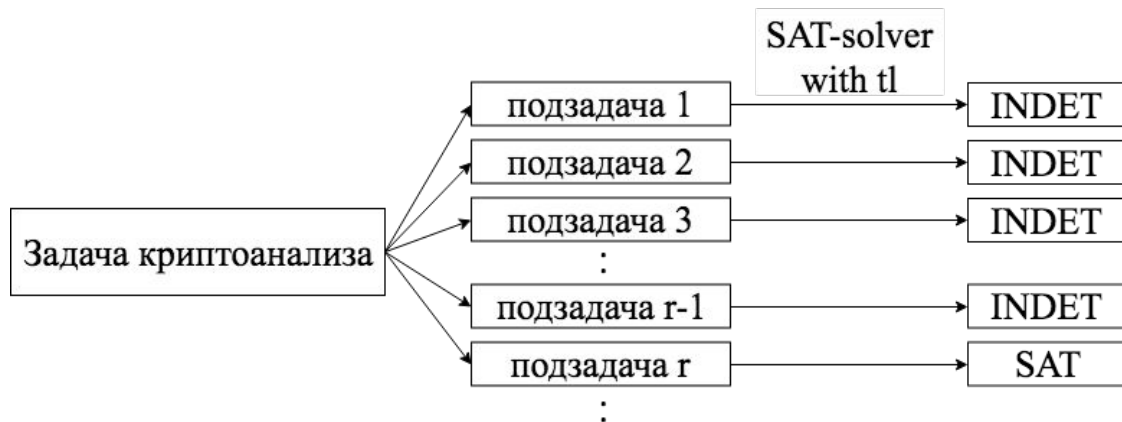 SAT-solver
with tl
подзадача 1
INDET
подзадача 2
INDET
подзадача 3
INDET
Задача криптоанализа
:
подзадача r-1
INDET
подзадача r
SAT
: